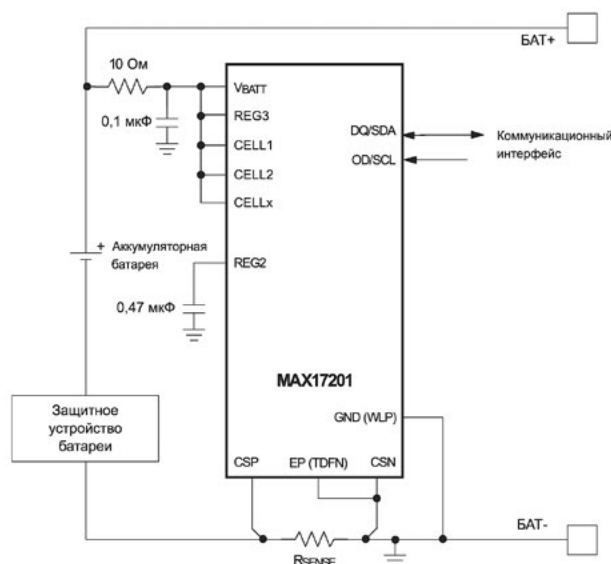 БАТ+
10 Ом
VBATT
0,1 мкФ
REG3
CELL1
CELL2
CELLx
DQ/SDA
OD/SCL
Коммуникационный
интерфейс
+ Аккумуляторная
батарея
REG2
0,47 мкФ
MAX17201
Защитное
устройство
батареи
GND (WLP)
CSP
EP (TDFN)
CSN
БАТ-
RSENSE